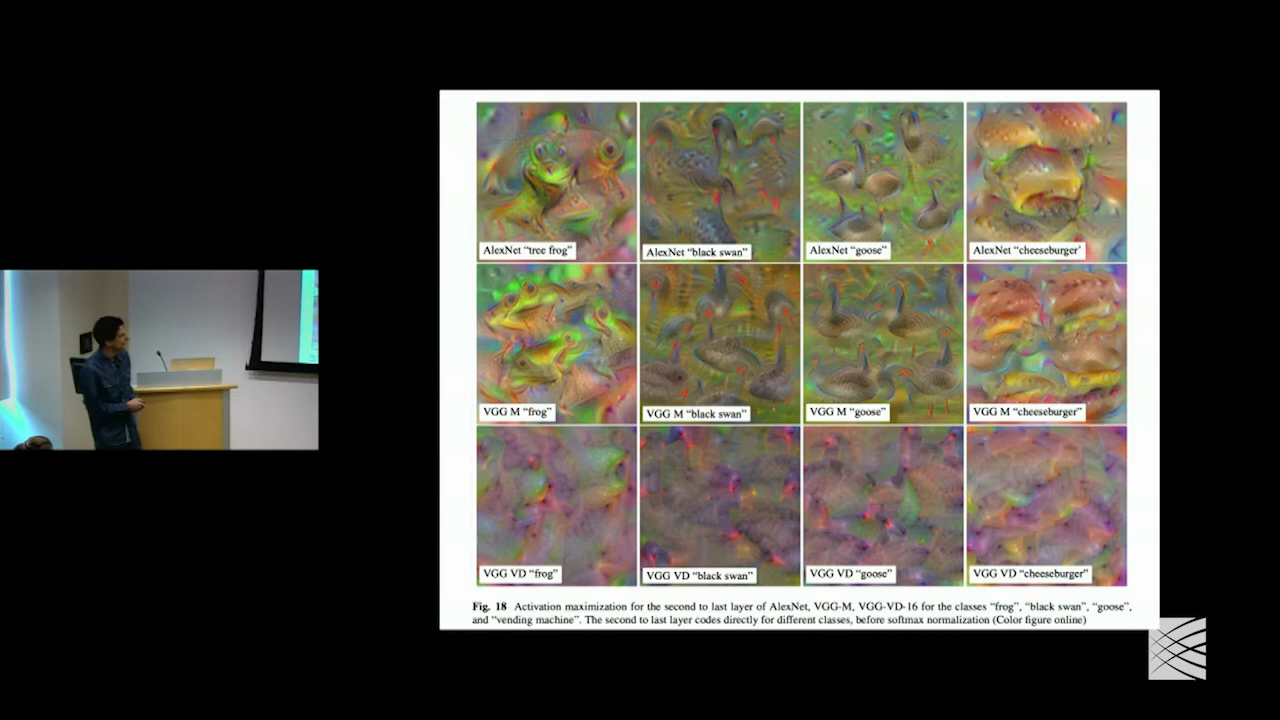 AlexNet “tree frog”
AlexNet “black swan”
AlexNet “goose”
AlexNet “cheeseburger’
VGG M “frog”
VGG M “black swan”
VGG M “goose”
VGG M “cheeseburger”
VGG VD “frog”
VGG VD “black swan”
VGG VD “goose”
VGG VD “cheeseburger”
Fig. 18 Activation maximization for the second to last layer of AlexNet, VGG-M, VGG-VD-16 for the classes “frog”, “black swan”, “goose”,
and “vending machine”. The second to last layer codes directly for different classes, before softmax normalization (Color figure online)